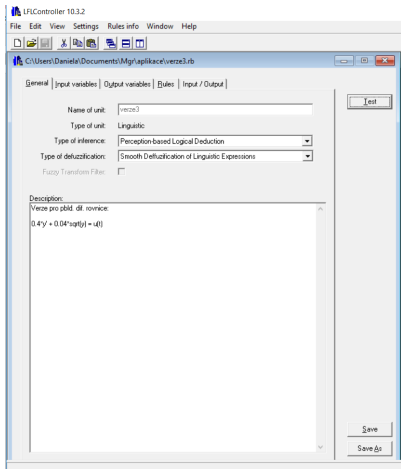 LFLController 10.3.2
File Edit View Settings Rules info Window Help
C:\Users\Daniela\Documents\Mgr\aplikace\verze3.rb
General Input variables Output variables Rules Input / Output
Test
Name of unit: verze3
Type of unit: Linguistic
Type of inference: Perception-based Logical Deduction
Type of defuzzification: Smooth Deffuzification of Linguistic Expressions
Fuzzy Transform Filter
Description:
Verze pro pbld. dif. rovnice:
0.4*y' + 0.04*sqrt(y) = u(t)
Save
Save As